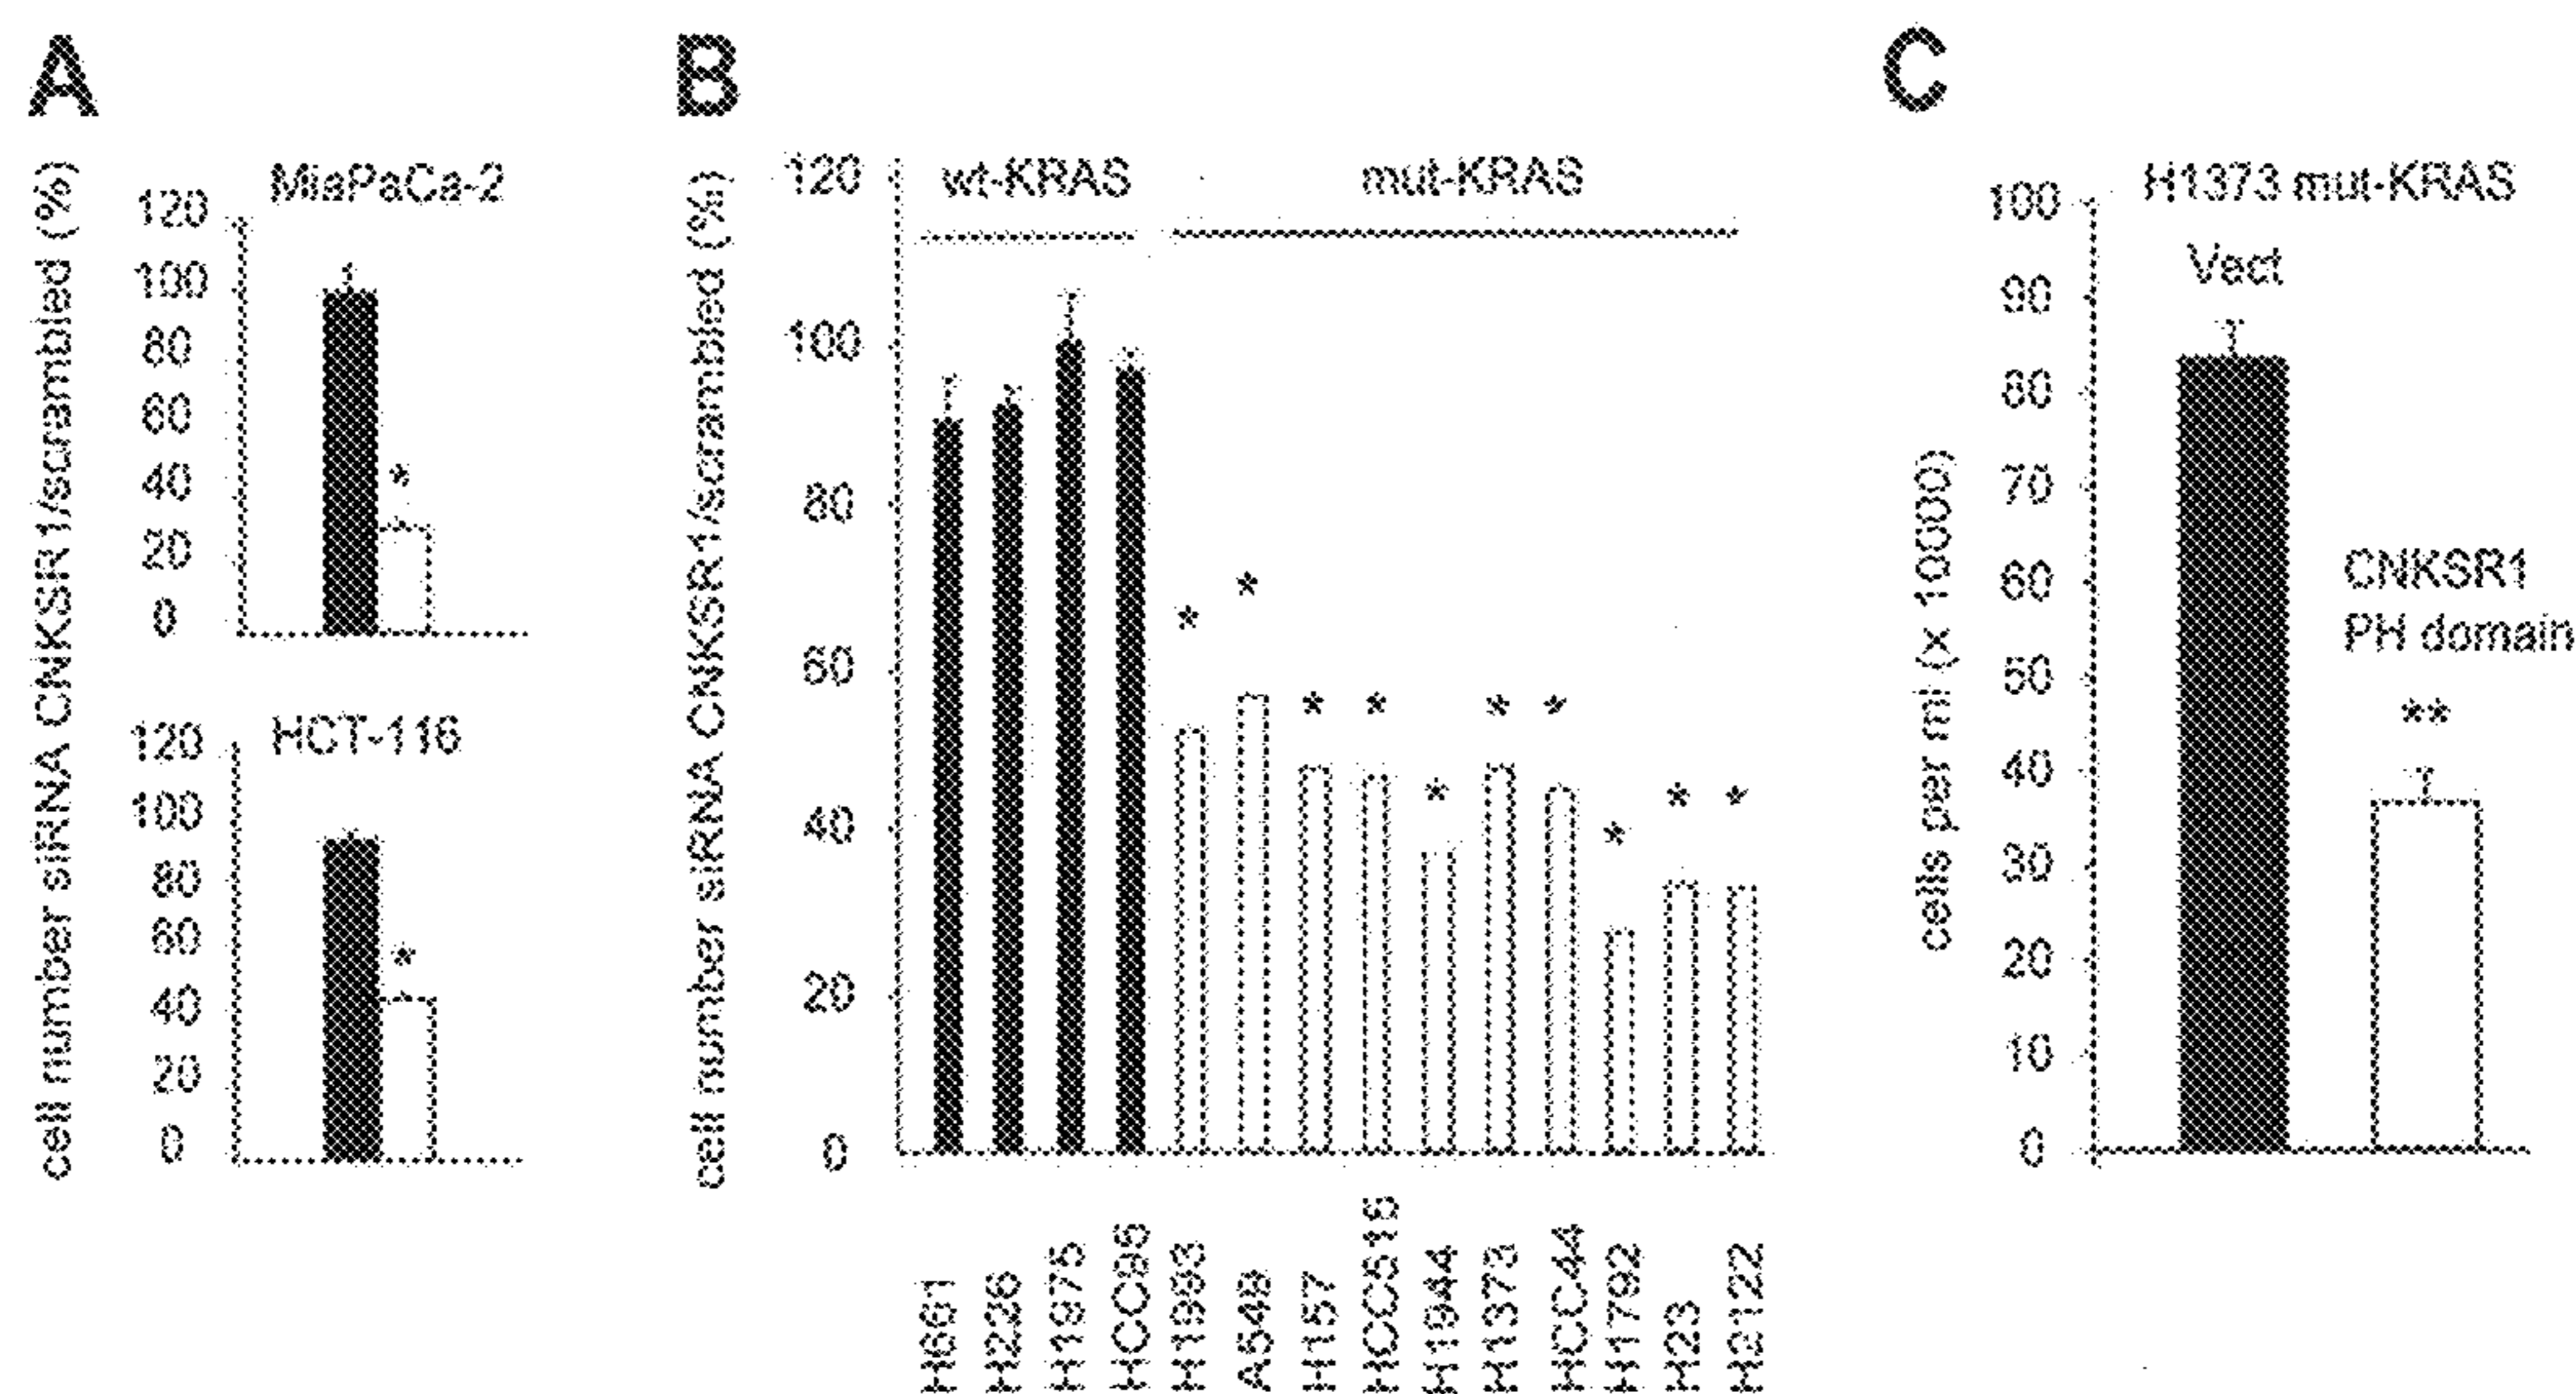 A
cell number siRNA CNKSR1/scrambled (%)
MiaPaCa-2
120
100
80
60
40
20
0
*
HCT-116
120
100
80
60
40
20
0
*
B
cell number siRNA CNKSR1/scrambled (%)
120
100
80
60
40
20
0
wt-KRAS
mut-KRAS
* * * * * * * * * *
H661
H226
H1975
HCC95
H1993
A549
H157
HCC515
H1944
H1373
HCC44
H1792
H23
H2122
C
cells per ml (x 10000)
100
90
80
70
60
50
40
30
20
10
0
H1373 mut-KRAS
Vect
CNKSR1
PH domain
**